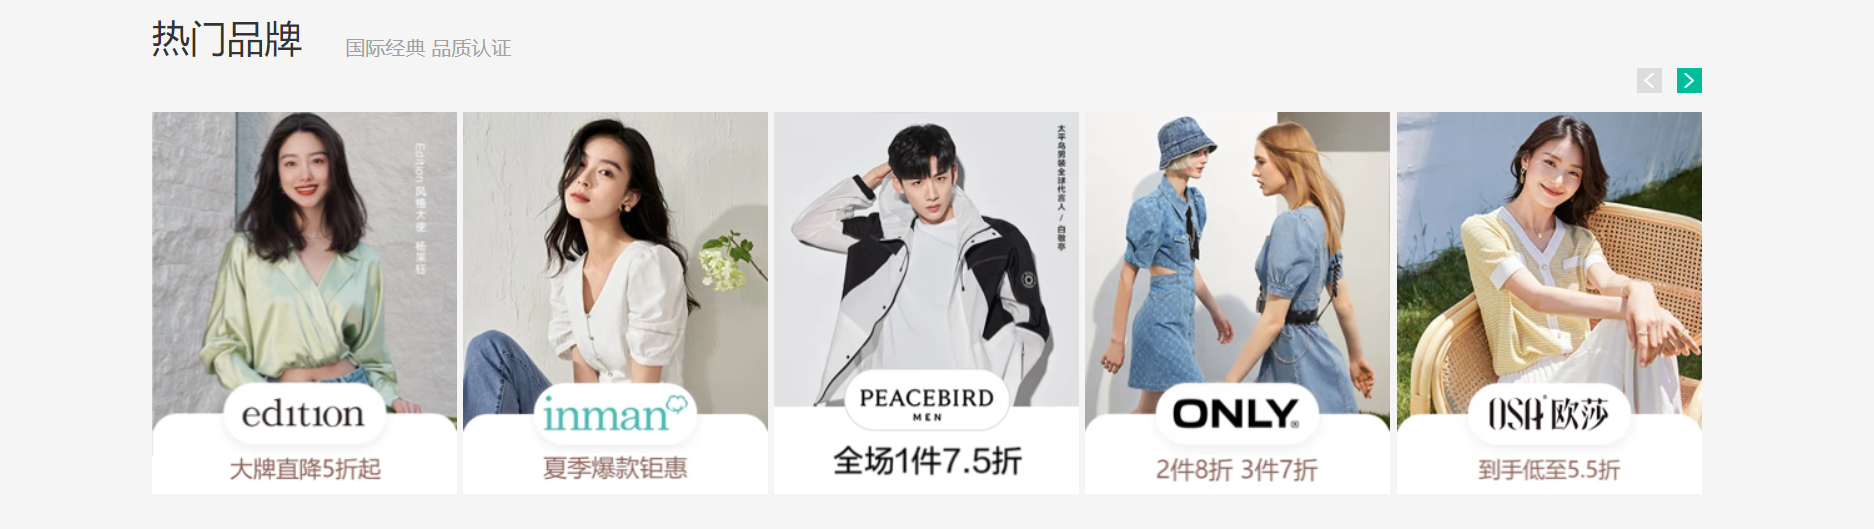 热门品牌
国际经典 品质认证
Edition 风格大使 杨采钰
edition
大牌直降5折起
inman
夏季爆款钜惠
太平鸟男装全球代言人 / 白敬亭
PEACEBIRD
MEN
全场1件7.5折
ONLY®
2件8折 3件7折
OSA®欧莎
到手低至5.5折